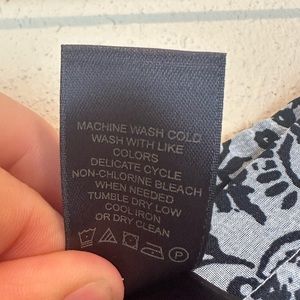 MACHINE WASH COLD
WASH WITH LIKE
COLORS
DELICATE CYCLE
NON-CHLORINE BLEACH
WHEN NEEDED
TUMBLE DRY LOW
COOL IRON
OR DRY CLEAN
P